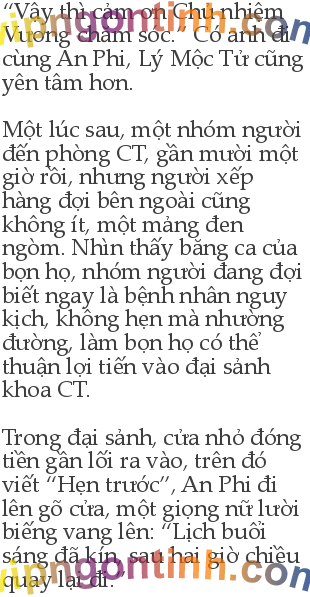 “Vậy thì cảm ơn Chủ nhiệm
Vương chăm sóc.” Có anh đi
cùng An Phi, Lý Mộc Tử cũng
yên tâm hơn.

Một lúc sau, một nhóm người
đến phòng CT, gần mười một
giờ rồi, nhưng người xếp
hàng đợi bên ngoài cũng
không ít, một mảng đen
ngòm. Nhìn thấy băng ca của
bọn họ, nhóm người đang đợi
biết ngay là bệnh nhân nguy
kịch, không hẹn mà nhường
đường, làm bọn họ có thể
thuận lợi tiến vào đại sảnh
khoa CT.

Trong đại sảnh, cửa nhỏ đóng
tiền gần lối ra vào, trên đó
viết “Hẹn trước”, An Phi đi
lên gõ cửa, một giọng nữ lười
biếng vang lên: “Lịch buổi
sáng đã kín, sau hai giờ chiều
quay lại đi.”
vipngontinh.com
vipngontinh.com